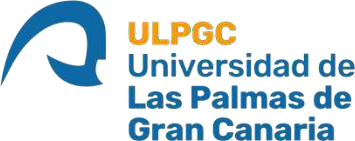 ULPGC
Universidad de
Las Palmas de
Gran Canaria